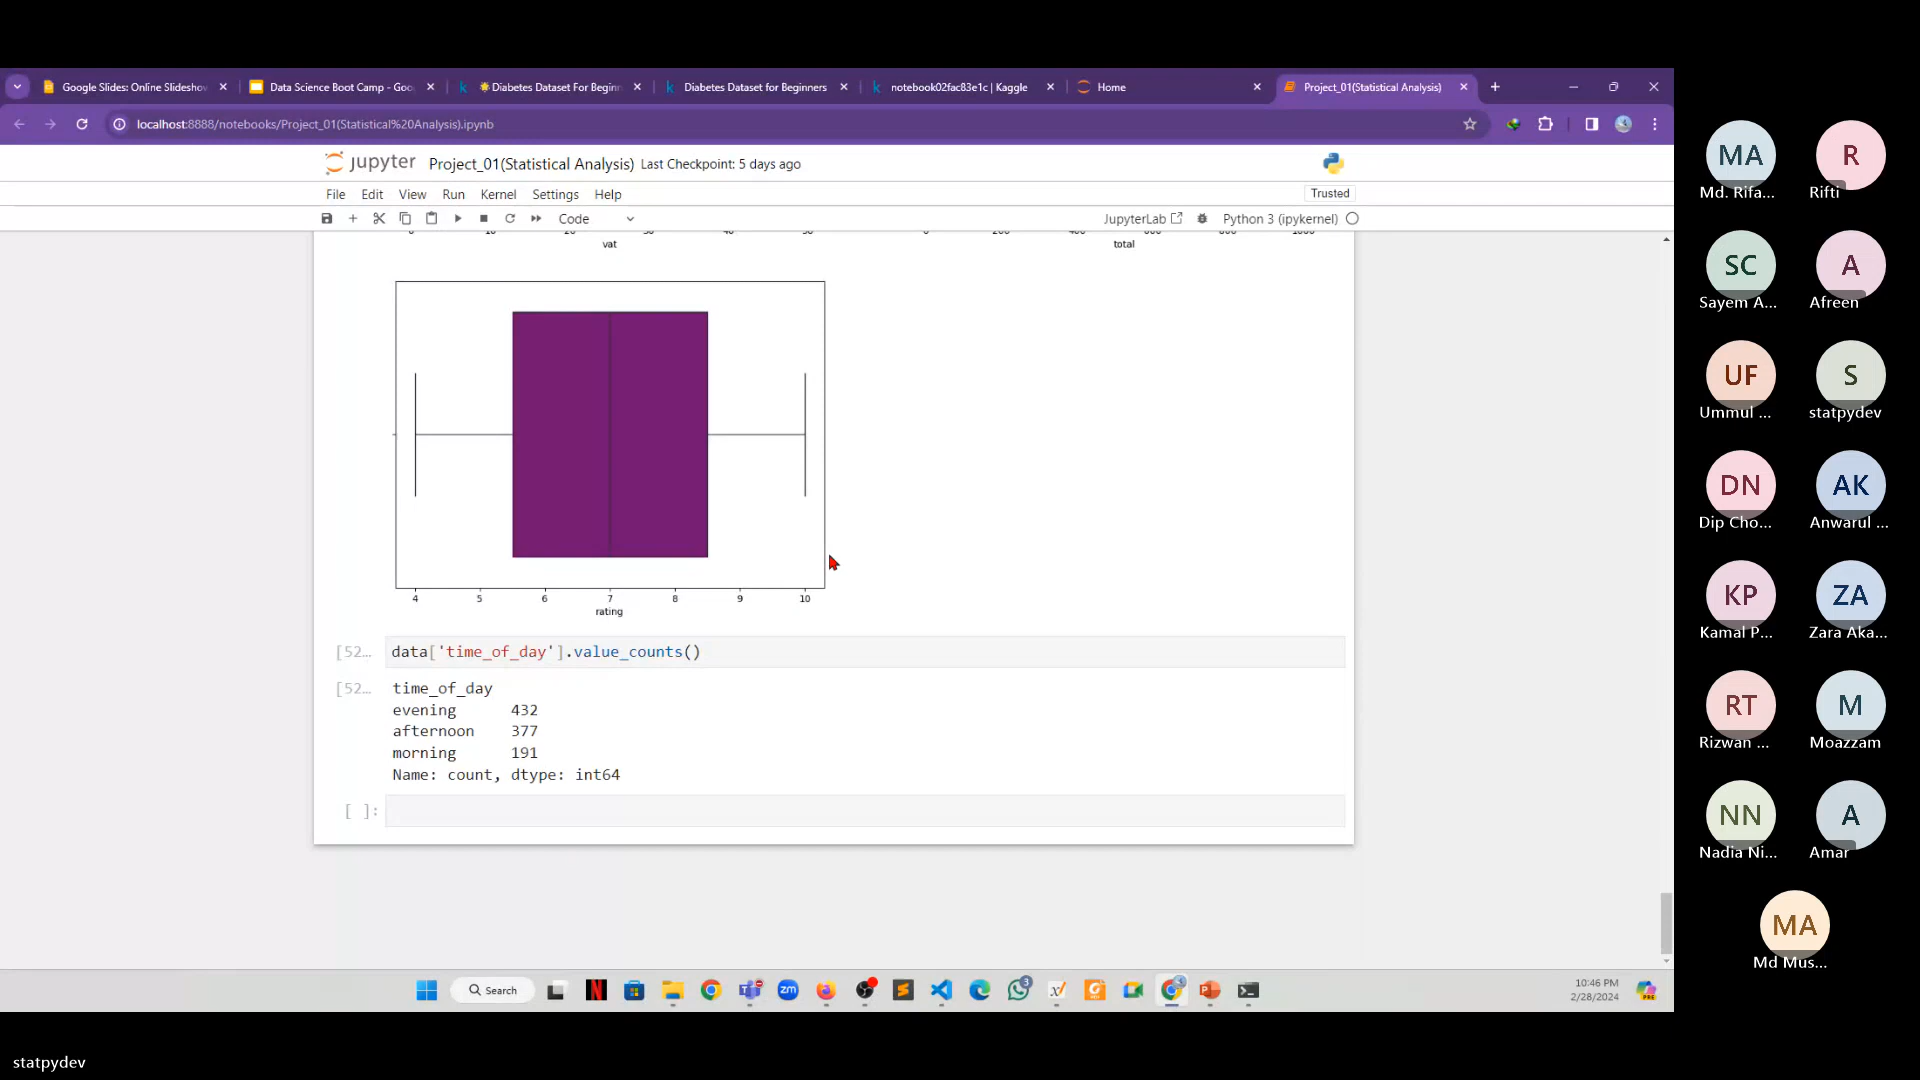 Google Slides: Online Slidesho
Data Science Boot Camp - Goo
Diabetes Dataset For Beginn
Diabetes Dataset for Beginners
notebook02fac83e1c | Kaggle
Home
Project_01(Statistical Analysis)
localhost:8888/notebooks/Project_01(Statistical%20Analysis).ipynb
jupyter Project_01(Statistical Analysis) Last Checkpoint: 5 days ago
File Edit View Run Kernel Settings Help
Trusted
Code
JupyterLab
Python 3 (ipykernel)
vat
total
4 5 6 7 8 9 10
rating
[52... data['time_of_day'].value_counts()
[52... time_of_day
evening 432
afternoon 377
morning 191
Name: count, dtype: int64
[ ]:
MA
Md. Rifa...
R
Rifti
SC
Sayem A...
A
Afreen
UF
Ummul ...
S
statpydev
DN
Dip Cho...
AK
Anwarul ...
KP
Kamal P...
ZA
Zara Aka...
RT
Rizwan ...
M
Moazzam
NN
Nadia Ni...
A
Amar
MA
Md Mus...
Search
zm
3
10:46 PM
2/28/2024
statpydev